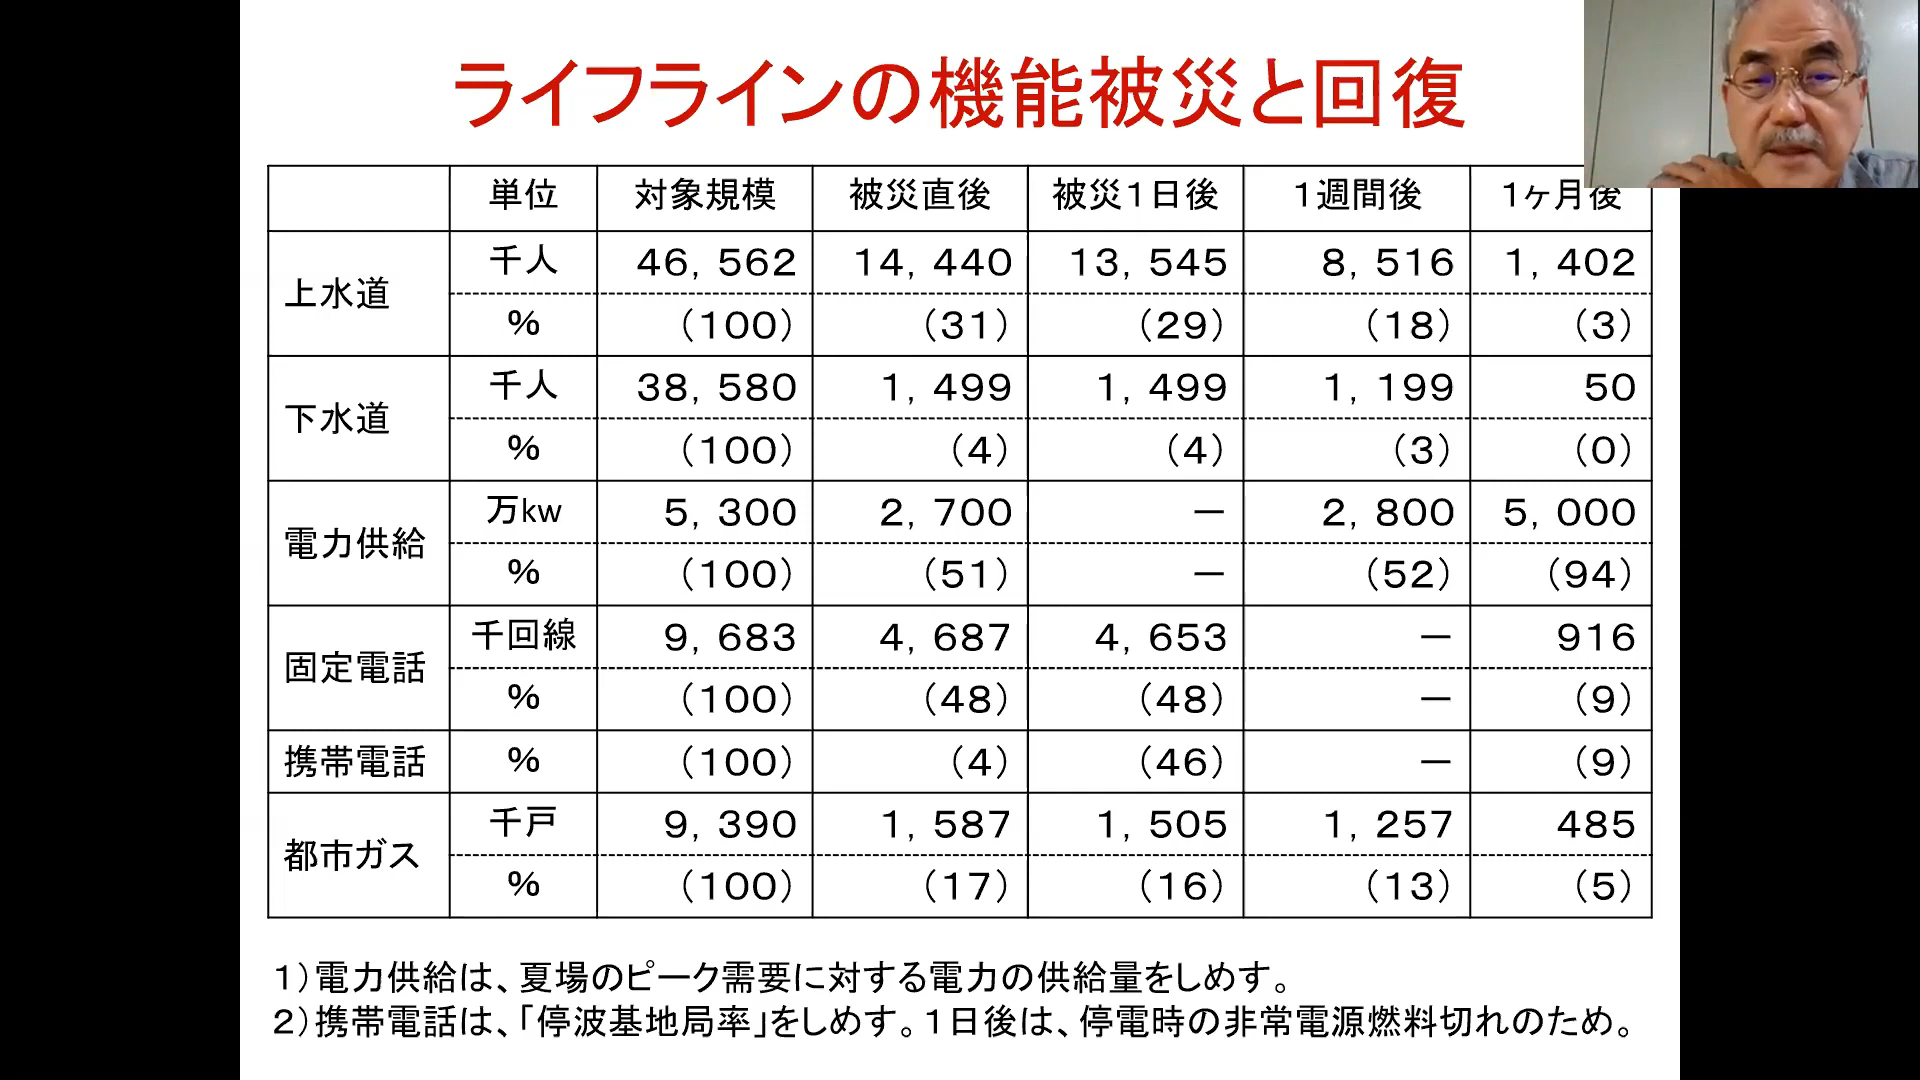 ライフラインの機能被災と回復
単位 対象規模 被災直後 被災1日後 1週間後 1ヶ月後
上水道 千人 46,562 14,440 13,545 8,516 1,402
% (100) (31) (29) (18) (3)
下水道 千人 38,580 1,499 1,499 1,199 50
% (100) (4) (4) (3) (0)
電力供給 万kw 5,300 2,700 － 2,800 5,000
% (100) (51) － (52) (94)
固定電話 千回線 9,683 4,687 4,653 － 916
% (100) (48) (48) － (9)
携帯電話 % (100) (4) (46) － (9)
都市ガス 千戸 9,390 1,587 1,505 1,257 485
% (100) (17) (16) (13) (5)
1)電力供給は、夏場のピーク需要に対する電力の供給量をしめす。
2)携帯電話は、「停波基地局率」をしめす。1日後は、停電時の非常電源燃料切れのため。